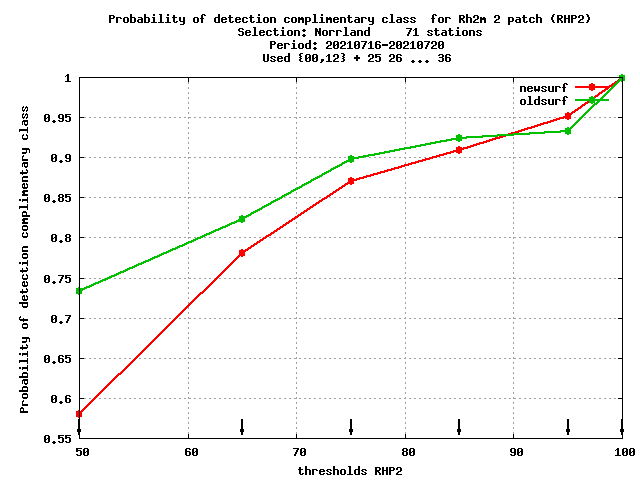 Probability of detection complimentary class  for Rh2m 2 patch (RHP2)
Selection: Norrland     71 stations
Period: 20210716-20210720
Used {00,12} + 25 26 ... 36
newsurf
oldsurf
Probability of detection complimentary class
1
0.95
0.9
0.85
0.8
0.75
0.7
0.65
0.6
0.55
50 60 70 80 90 100
thresholds RHP2